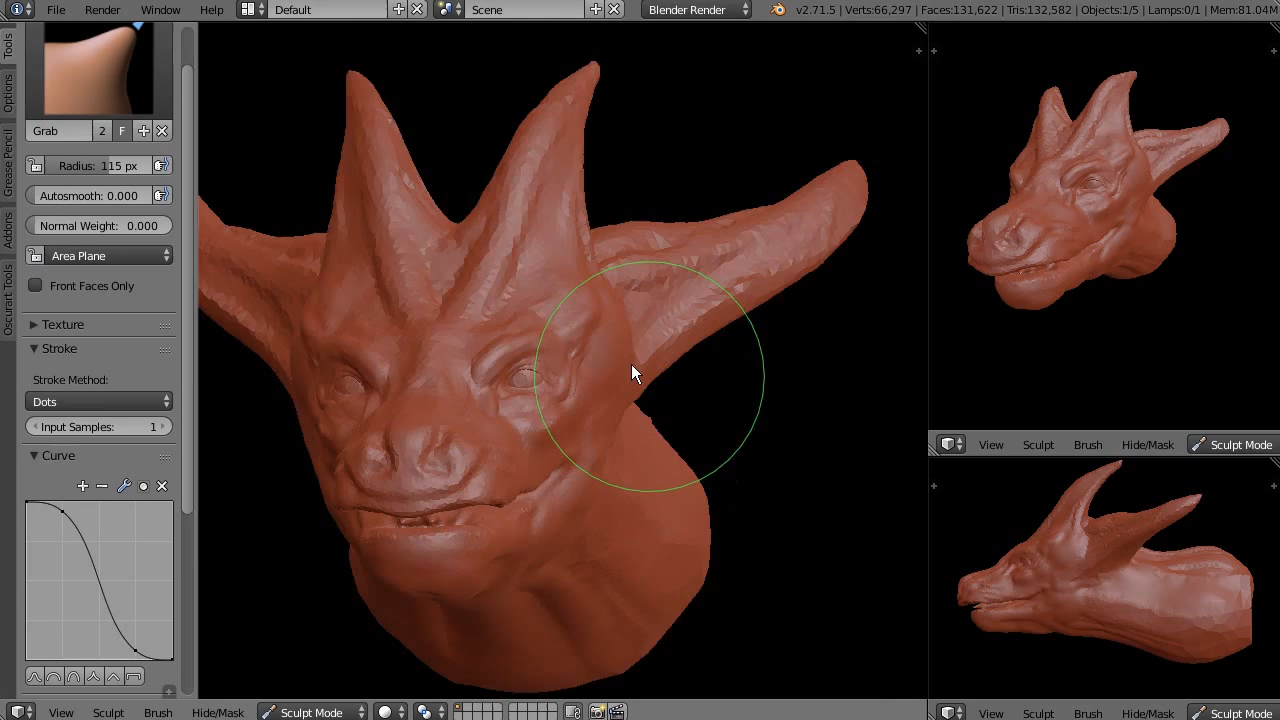 File Render Window Help Default Scene Blender Render v2.71.5 | Verts:66,297 | Faces:131,622 | Tris:132,582 | Objects:1/5 | Lamps:0/1 | Mem:81.04M
Tools
Options
Grease Pencil
Addons
Oscurart Tools
Grab 2 F
Radius: 115 px
Autosmooth: 0.000
Normal Weight: 0.000
Area Plane
Front Faces Only
Texture
Stroke
Stroke Method:
Dots
Input Samples: 1
Curve
View Sculpt Brush Hide/Mask Sculpt Mode
View Sculpt Brush Hide/Mask Sculpt Mode
View Sculpt Brush Hide/Mask Sculpt Mode